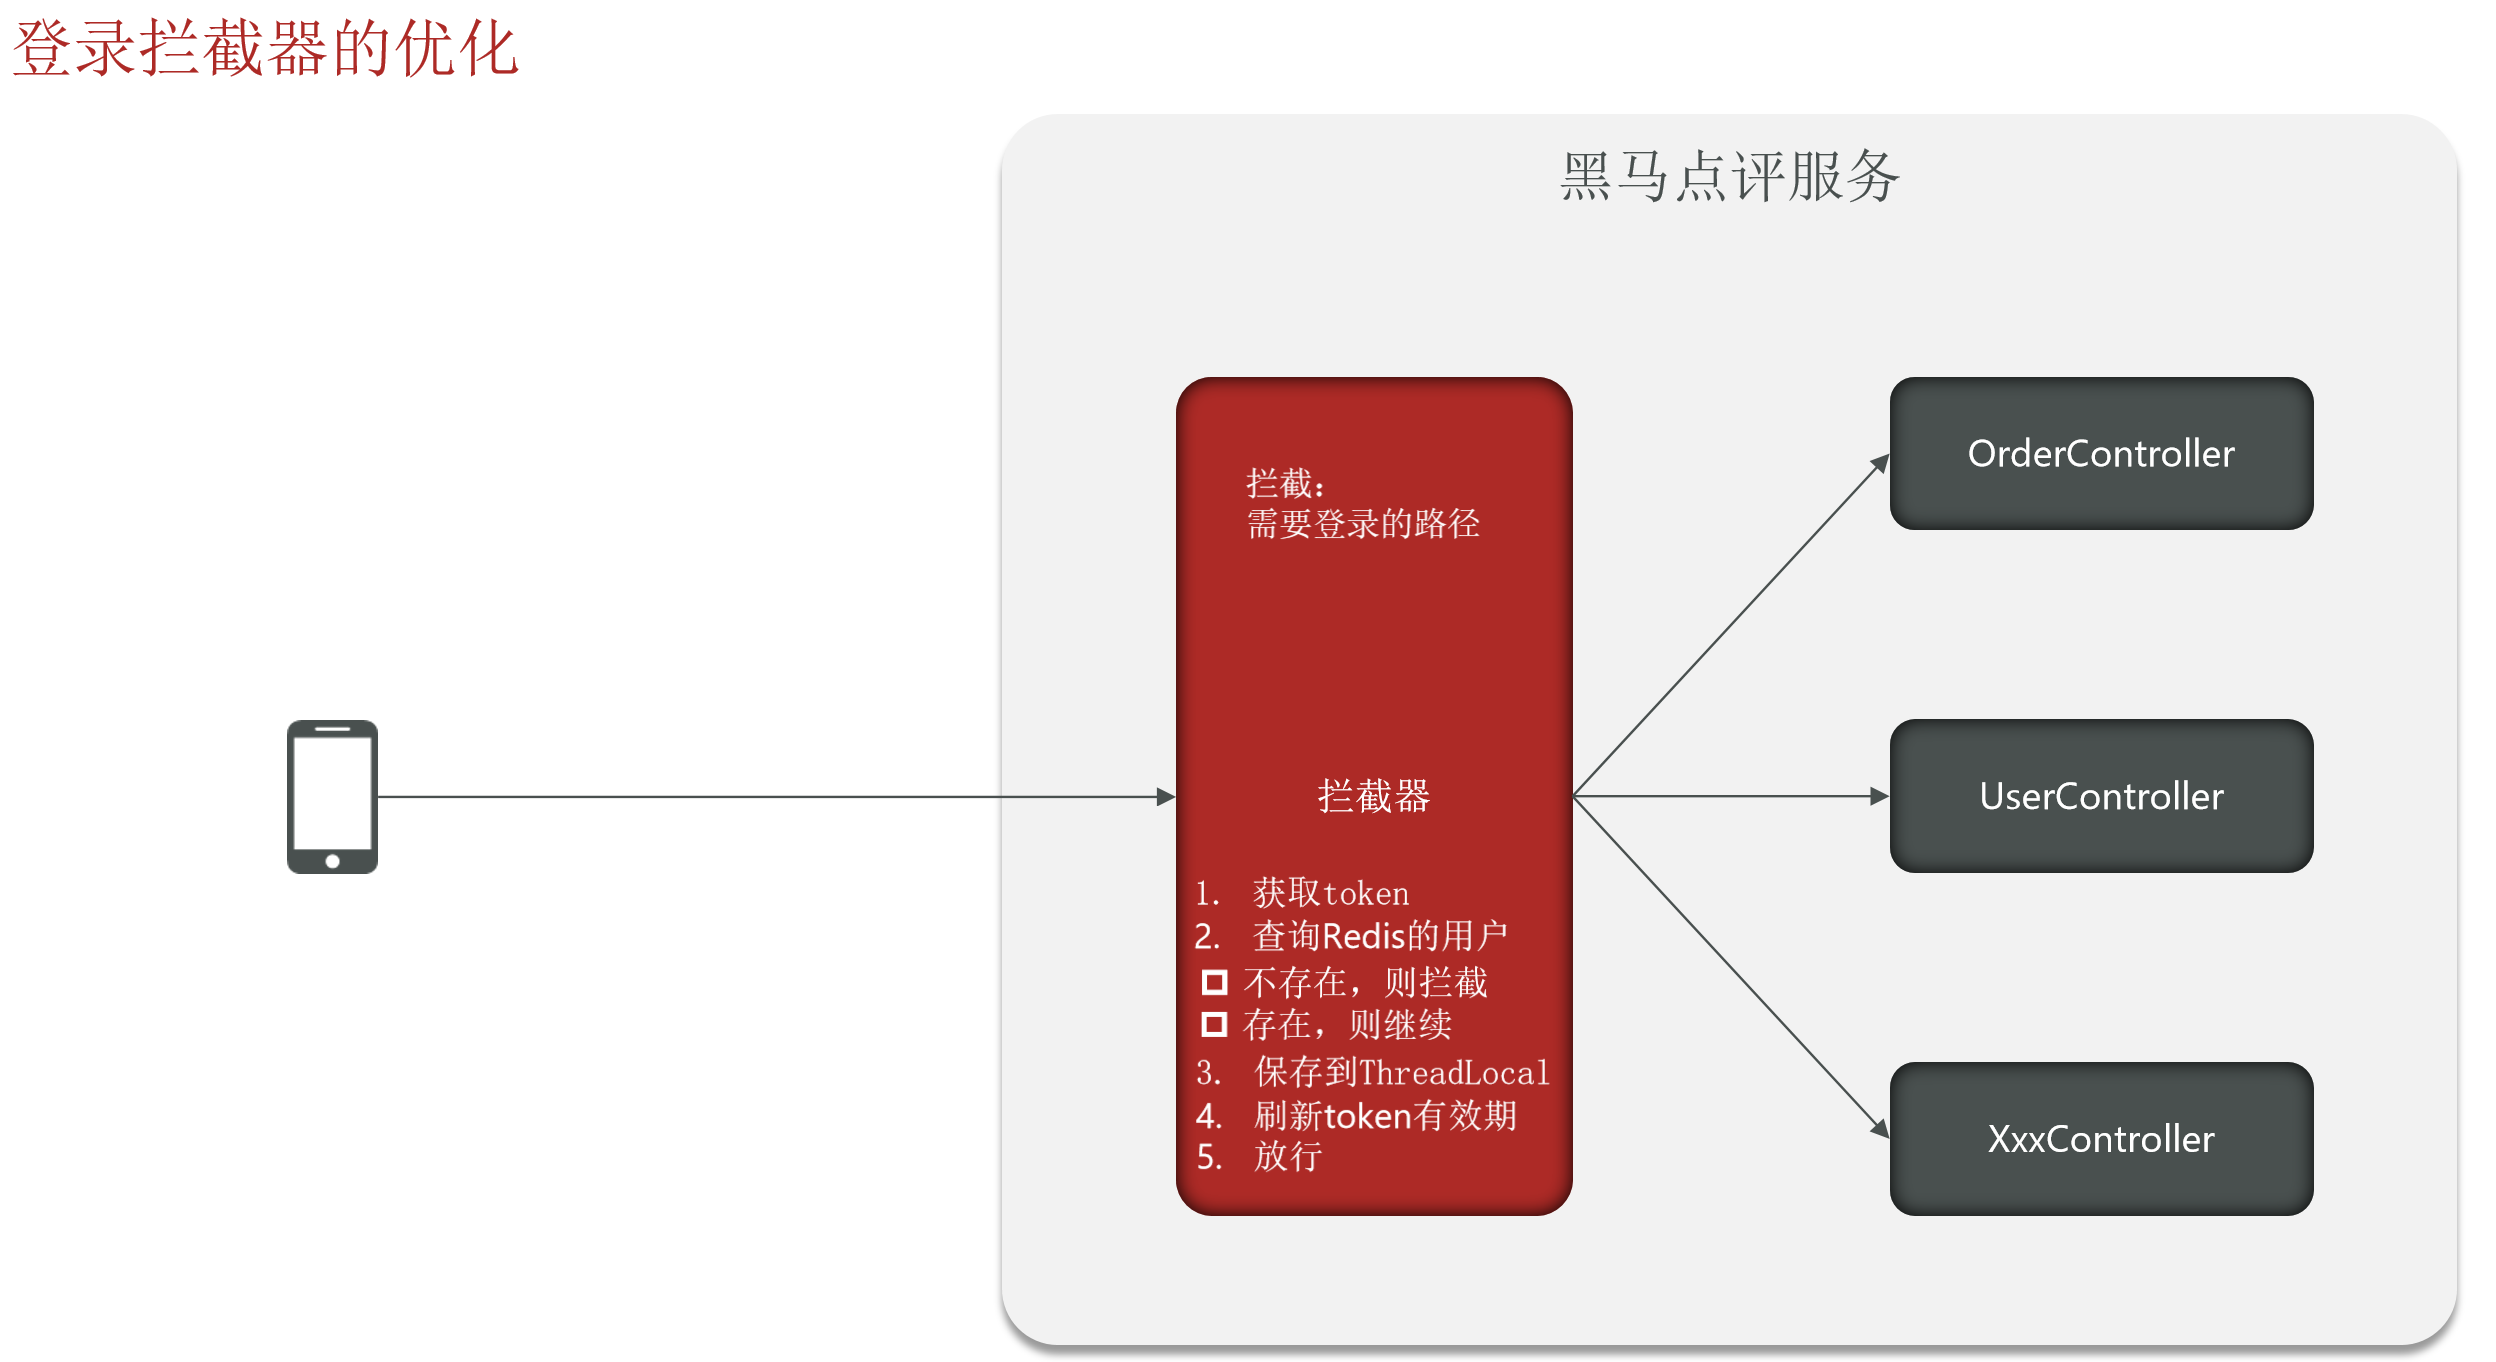 登录拦截器的优化
黑马点评服务
拦截：
需要登录的路径
拦截器
1. 获取token
2. 查询Redis的用户
不存在，则拦截
存在，则继续
3. 保存到ThreadLocal
4. 刷新token有效期
5. 放行
OrderController
UserController
XxxController